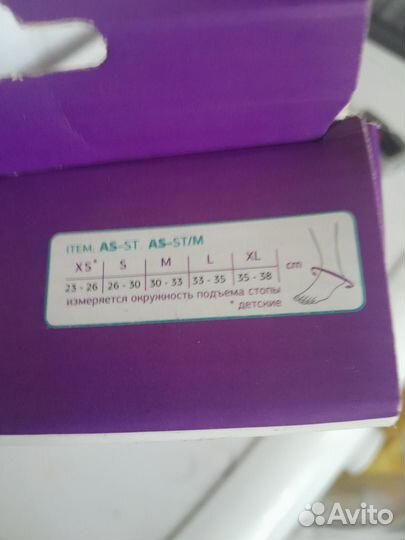 ITEM: AS-ST, AS-ST/M
XS* S M L XL
23 - 26 26 - 30 30 - 33 33 - 35 35 - 38 cm
измеряется окружность подъема стопы
* детские
Avito